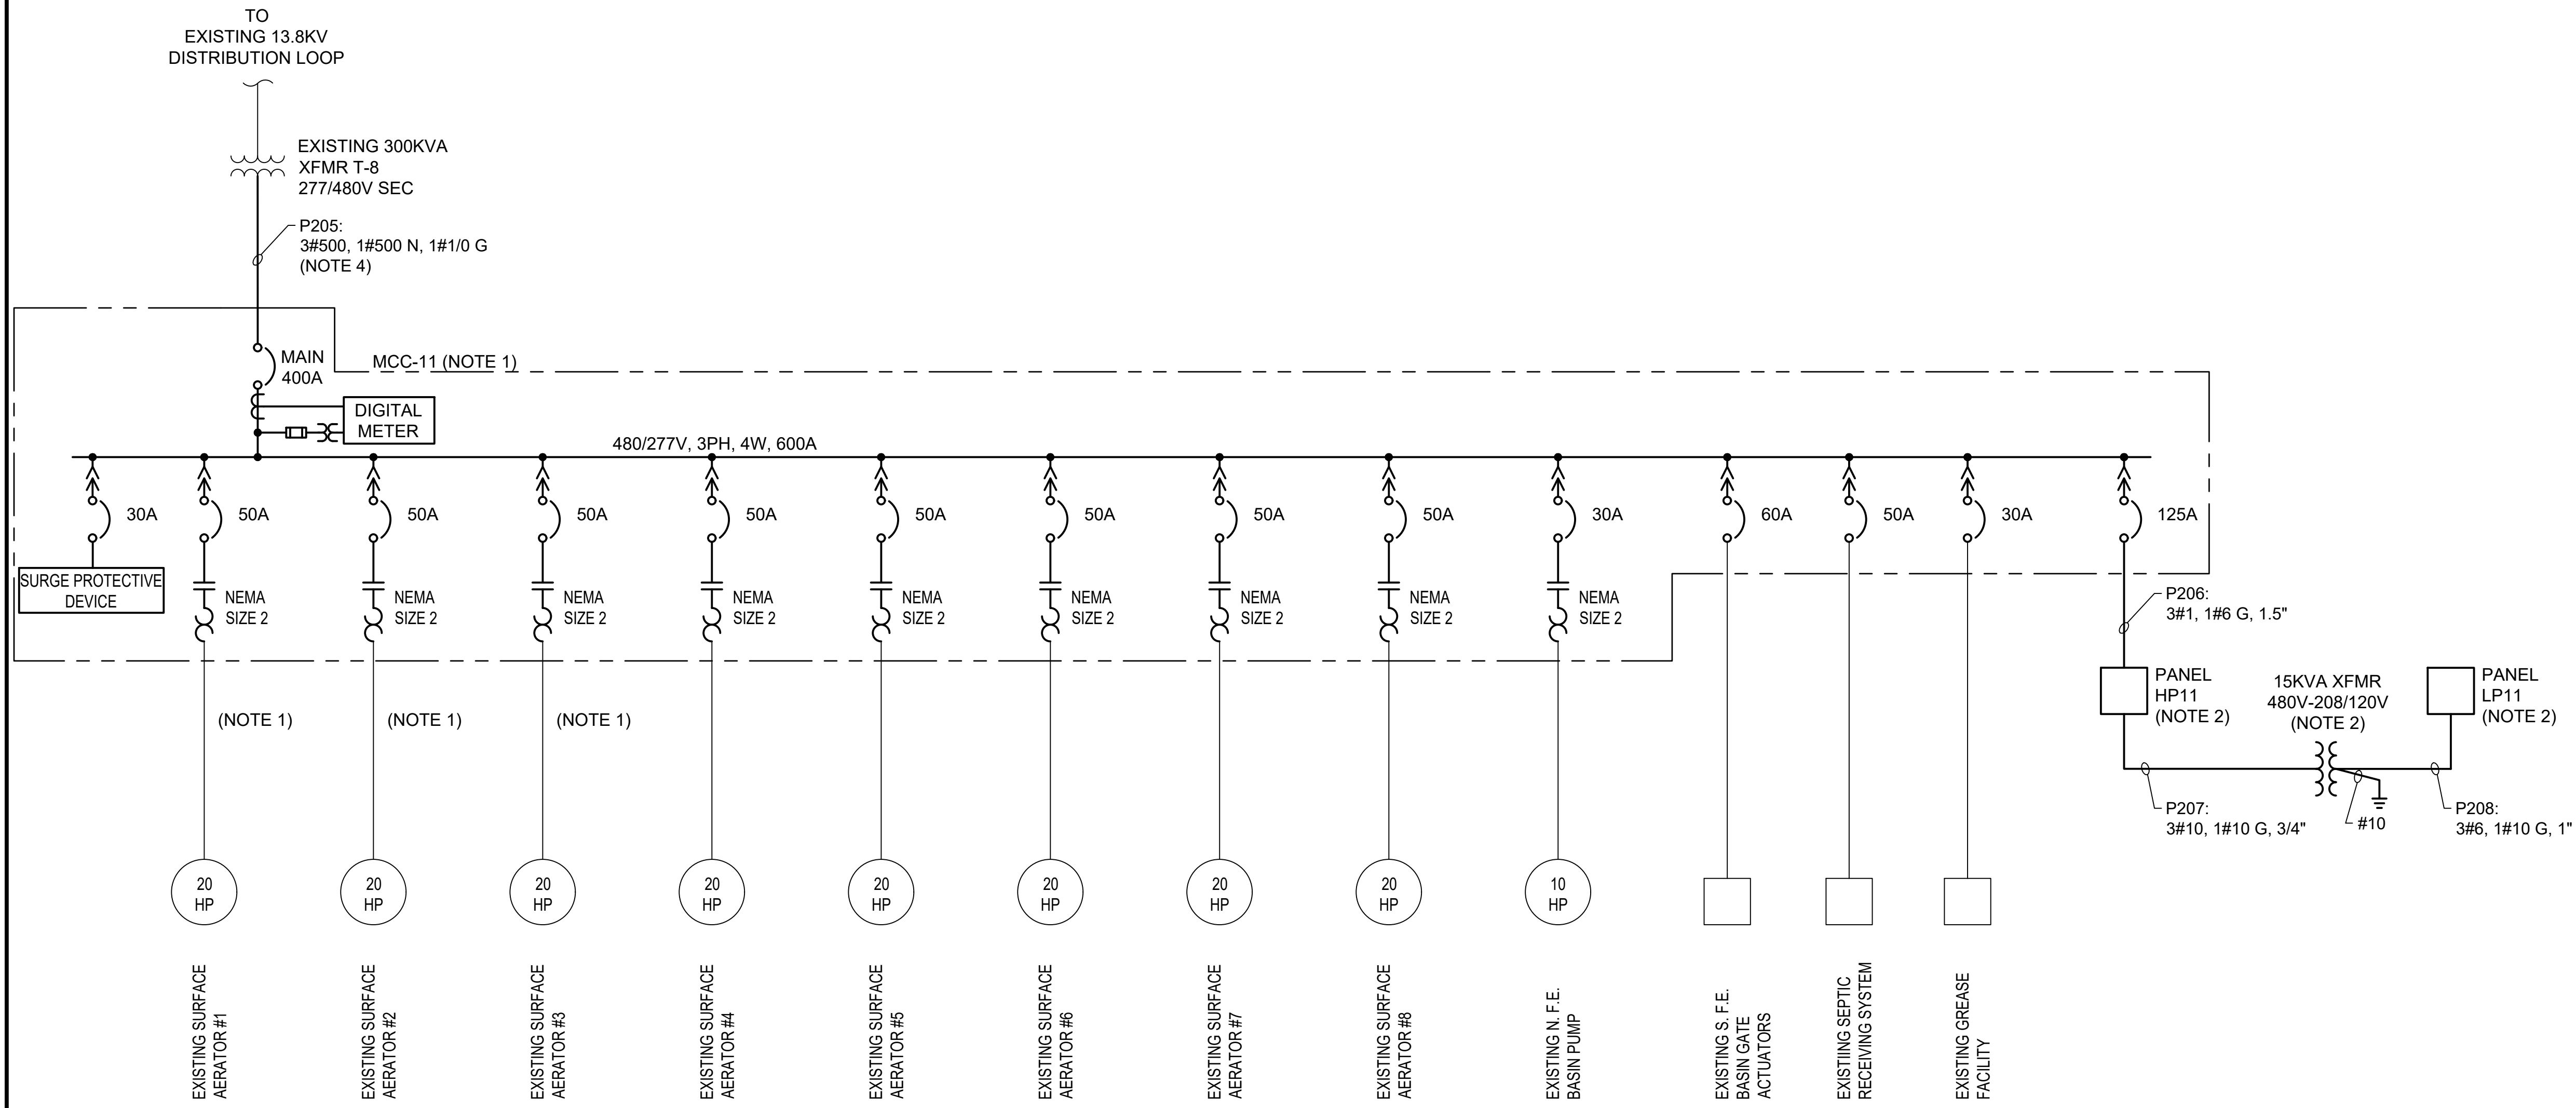 TO
EXISTING 13.8KV
DISTRIBUTION LOOP
EXISTING 300KVA
XFMR T-8
277/480V SEC
P205:
3#500, 1#500 N, 1#1/0 G
(NOTE 4)
MAIN
400A
MCC-11 (NOTE 1)
DIGITAL
METER
480/277V, 3PH, 4W, 600A
30A
50A
50A
50A
50A
50A
50A
50A
50A
30A
60A
50A
30A
125A
SURGE PROTECTIVE
DEVICE
NEMA
SIZE 2
NEMA
SIZE 2
NEMA
SIZE 2
NEMA
SIZE 2
NEMA
SIZE 2
NEMA
SIZE 2
NEMA
SIZE 2
NEMA
SIZE 2
NEMA
SIZE 2
P206:
3#1, 1#6 G, 1.5"
PANEL
HP11
(NOTE 2)
15KVA XFMR
480V-208/120V
(NOTE 2)
PANEL
LP11
(NOTE 2)
(NOTE 1)
(NOTE 1)
(NOTE 1)
P207:
3#10, 1#10 G, 3/4"
#10
P208:
3#6, 1#10 G, 1"
20
HP
20
HP
20
HP
20
HP
20
HP
20
HP
20
HP
20
HP
10
HP
EXISTING SURFACE
AERATOR #1
EXISTING SURFACE
AERATOR #2
EXISTING SURFACE
AERATOR #3
EXISTING SURFACE
AERATOR #4
EXISTING SURFACE
AERATOR #5
EXISTING SURFACE
AERATOR #6
EXISTING SURFACE
AERATOR #7
EXISTING SURFACE
AERATOR #8
EXISTING N. F.E.
BASIN PUMP
EXISTING S. F.E.
BASIN GATE
ACTUATORS
EXISTIING SEPTIC
RECEIVING SYSTEM
EXISTING GREASE
FACILITY